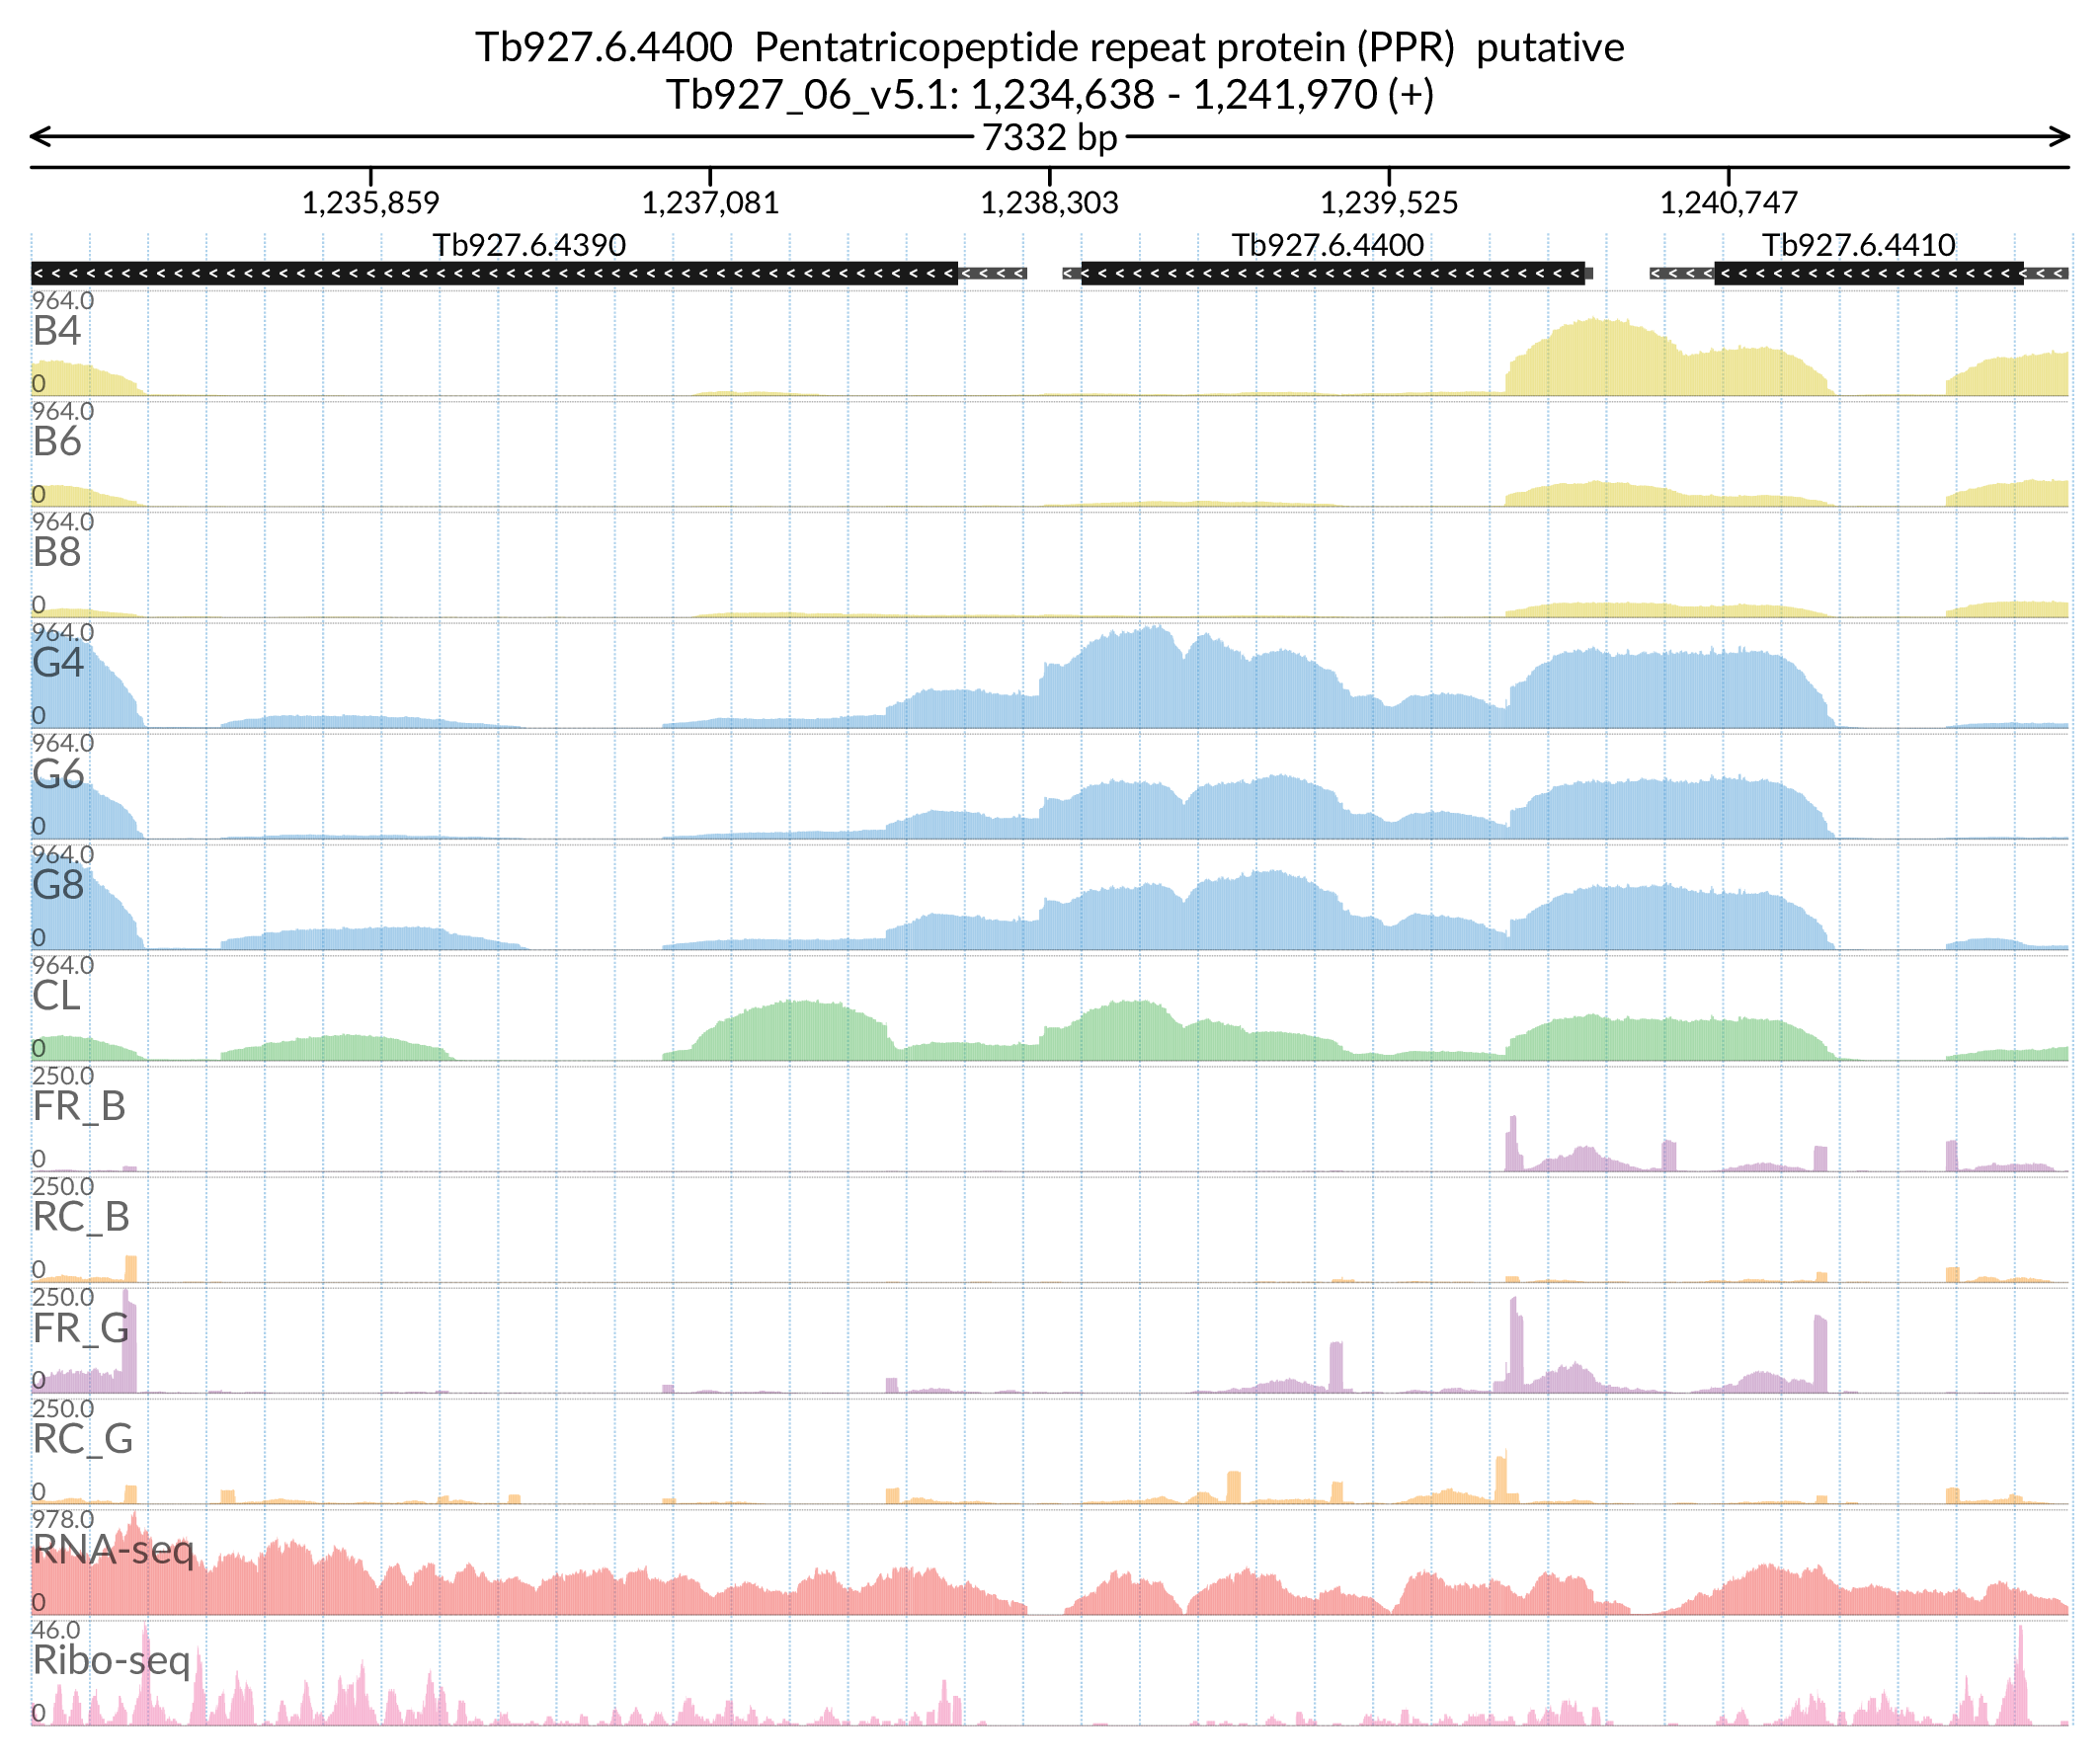 Tb927.6.4400 Pentatricopeptide repeat protein (PPR) putative
Tb927_06_v5.1: 1,234,638 - 1,241,970 (+)
7332 bp
1,235,859 1,237,081 1,238,303 1,239,525 1,240,747
Tb927.6.4390 Tb927.6.4400 Tb927.6.4410
964.0
B4
0
964.0
B6
0
964.0
B8
0
964.0
G4
0
964.0
G6
0
964.0
G8
0
964.0
CL
0
250.0
FR_B
0
250.0
RC_B
0
250.0
FR_G
0
250.0
RC_G
0
978.0
RNA-seq
0
46.0
Ribo-seq
0